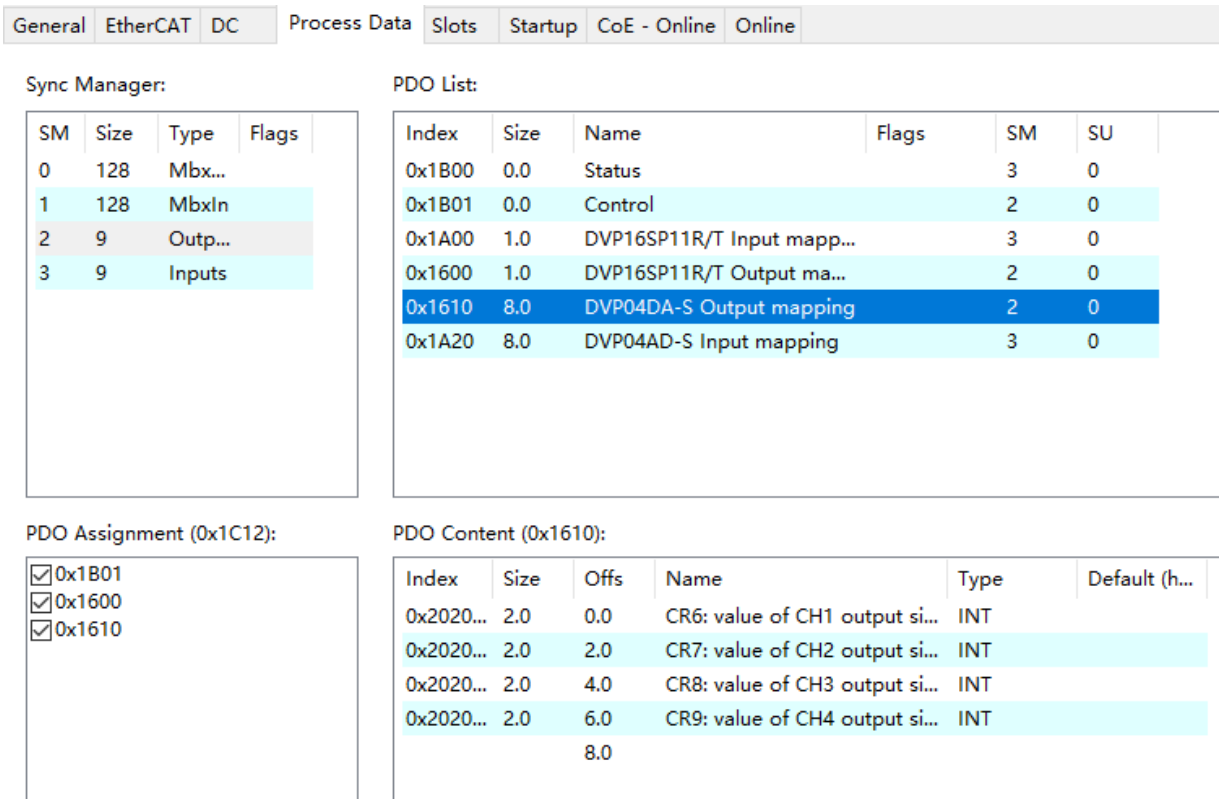 General EtherCAT DC Process Data Slots Startup CoE - Online Online
Sync Manager:
SM Size Type Flags
0 128 Mbx...
1 128 MbxIn
2 9 Outp...
3 9 Inputs
PDO List:
Index Size Name Flags SM SU
0x1B00 0.0 Status 3 0
0x1B01 0.0 Control 2 0
0x1A00 1.0 DVP16SP11R/T Input mapp... 3 0
0x1600 1.0 DVP16SP11R/T Output ma... 2 0
0x1610 8.0 DVP04DA-S Output mapping 2 0
0x1A20 8.0 DVP04AD-S Input mapping 3 0
PDO Assignment (0x1C12):
0x1B01
0x1600
0x1610
PDO Content (0x1610):
Index Size Offs Name Type Default (h...
0x2020... 2.0 0.0 CR6: value of CH1 output si... INT
0x2020... 2.0 2.0 CR7: value of CH2 output si... INT
0x2020... 2.0 4.0 CR8: value of CH3 output si... INT
0x2020... 2.0 6.0 CR9: value of CH4 output si... INT
8.0